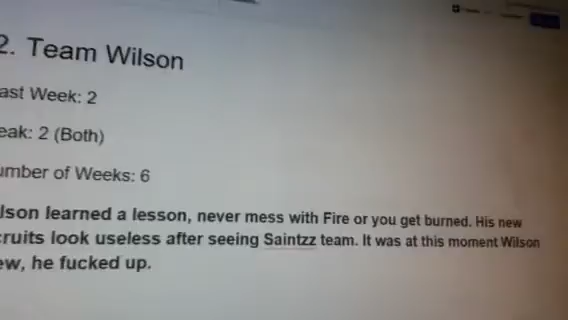 2. Team Wilson
ast Week: 2
eak: 2 (Both)
umber of Weeks: 6
lson learned a lesson, never mess with Fire or you get burned. His new
cruits look useless after seeing Saintzz team. It was at this moment Wilson
ew, he fucked up.